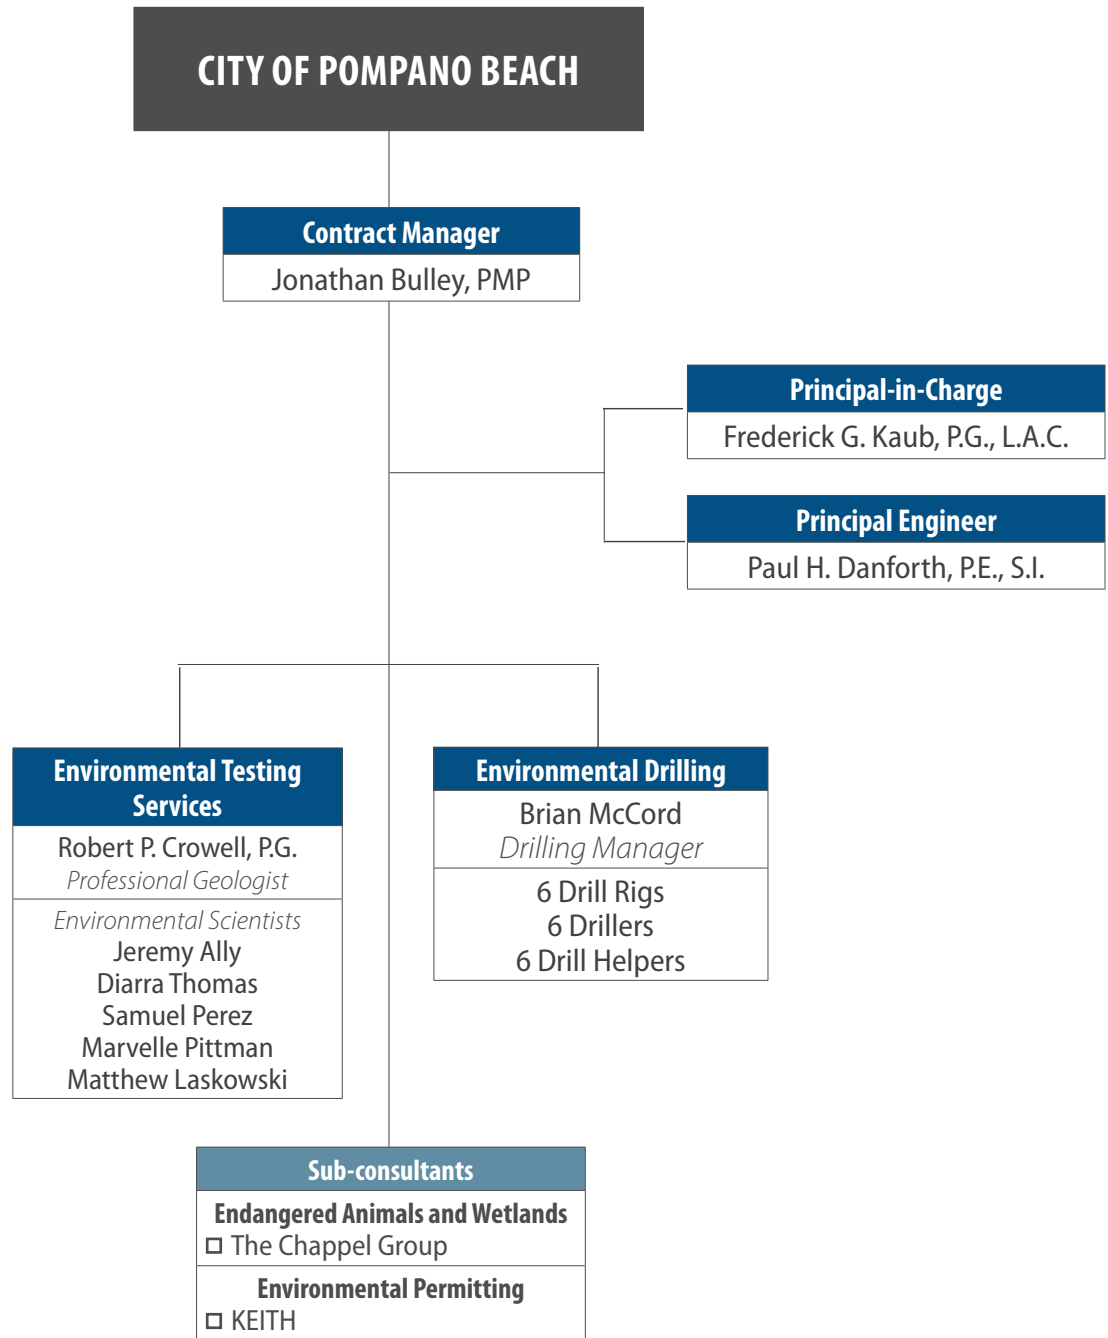 CITY OF POMPANO BEACH
Contract Manager
Jonathan Bulley, PMP
Principal-in-Charge
Frederick G. Kaub, P.G., L.A.C.
Principal Engineer
Paul H. Danforth, P.E., S.I.
Environmental Testing
Services
Robert P. Crowell, P.G.
Professional Geologist
Environmental Scientists
Jeremy Ally
Diarra Thomas
Samuel Perez
Marvelle Pittman
Matthew Laskowski
Environmental Drilling
Brian McCord
Drilling Manager
6 Drill Rigs
6 Drillers
6 Drill Helpers
Sub-consultants
Endangered Animals and Wetlands
The Chappel Group
Environmental Permitting
KEITH